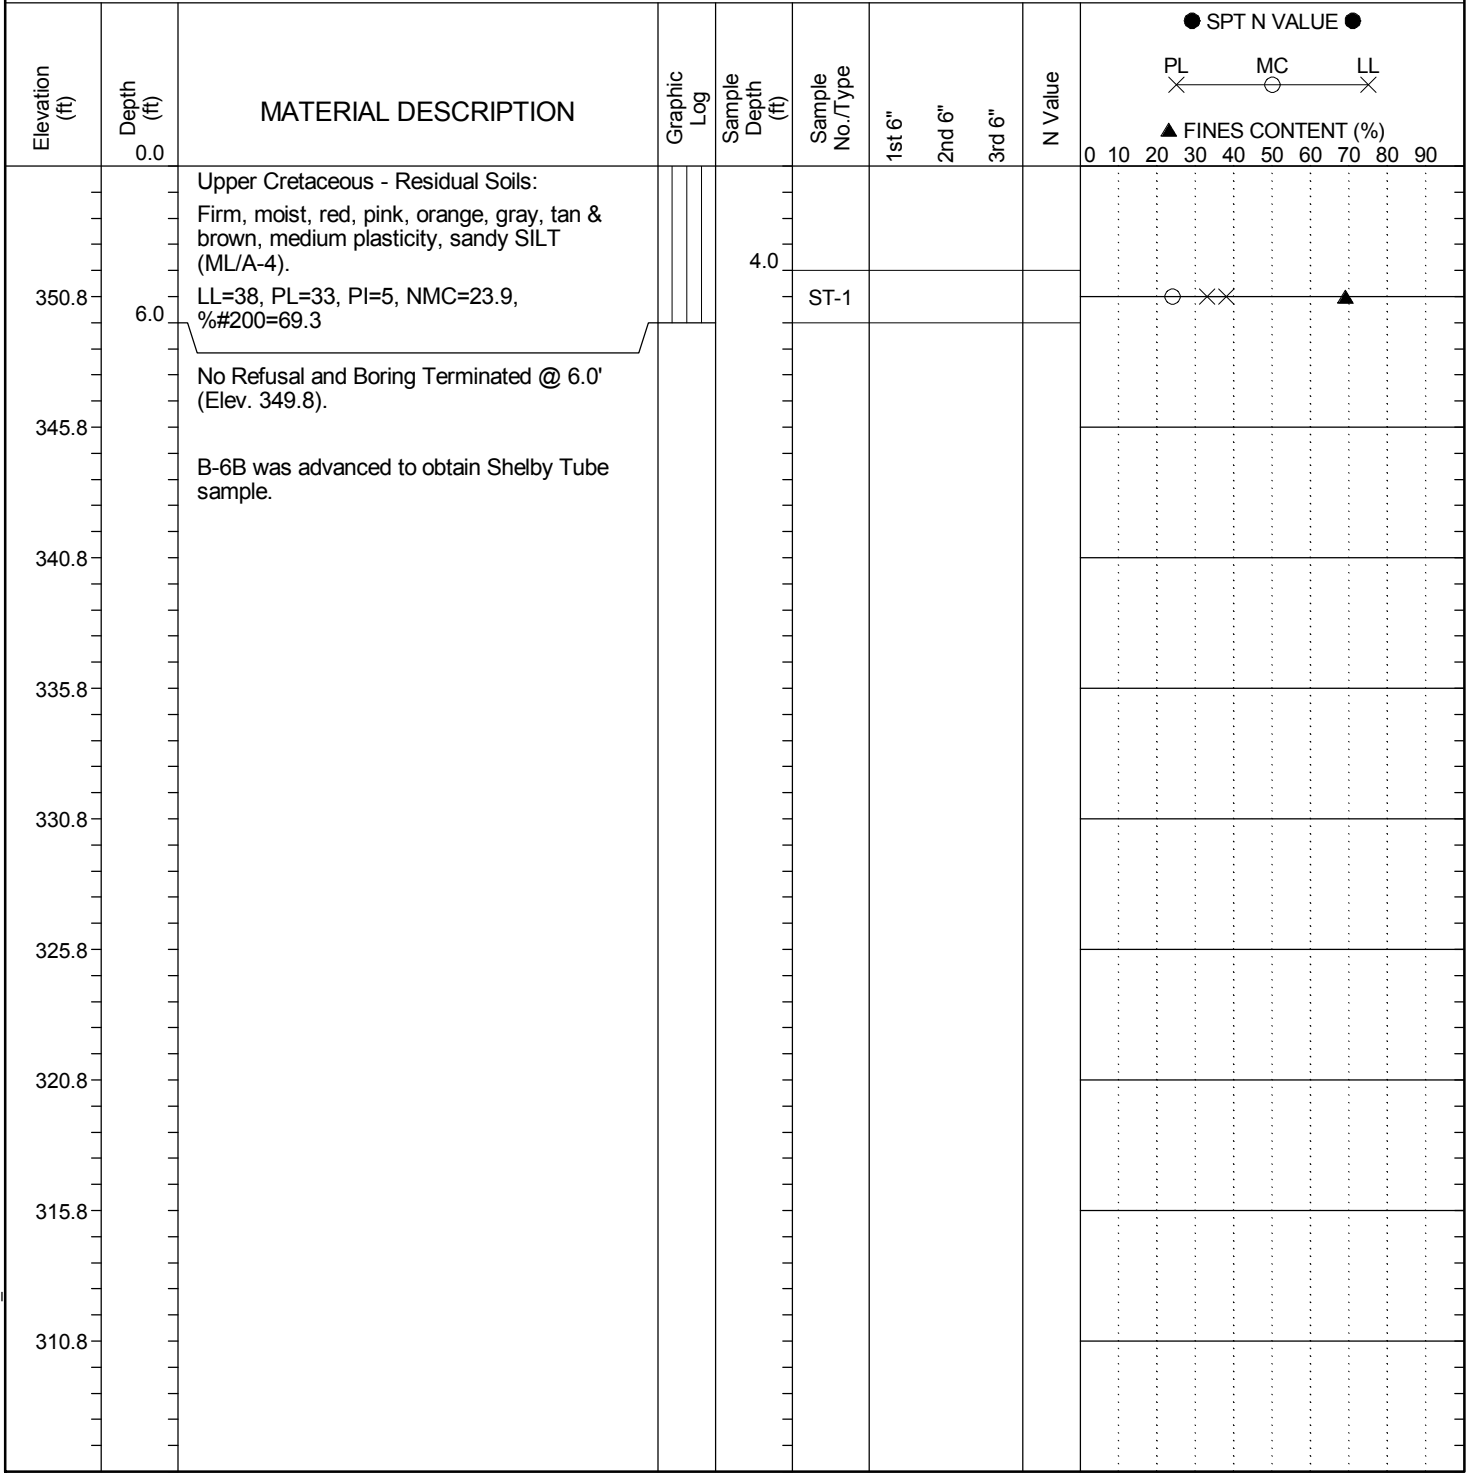 ● SPT N VALUE ●
PL MC LL
▲ FINES CONTENT (%)
0 10 20 30 40 50 60 70 80 90
Elevation
(ft)
Depth
(ft)
0.0
MATERIAL DESCRIPTION
Graphic
Log
Sample
Depth
(ft)
Sample
No./Type
1st 6"
2nd 6"
3rd 6"
N Value
Upper Cretaceous - Residual Soils:
Firm, moist, red, pink, orange, gray, tan &
brown, medium plasticity, sandy SILT
(ML/A-4).
4.0
350.8
LL=38, PL=33, PI=5, NMC=23.9,
%#200=69.3
ST-1
6.0
No Refusal and Boring Terminated @ 6.0'
(Elev. 349.8).
345.8
B-6B was advanced to obtain Shelby Tube
sample.
340.8
335.8
330.8
325.8
320.8
315.8
310.8